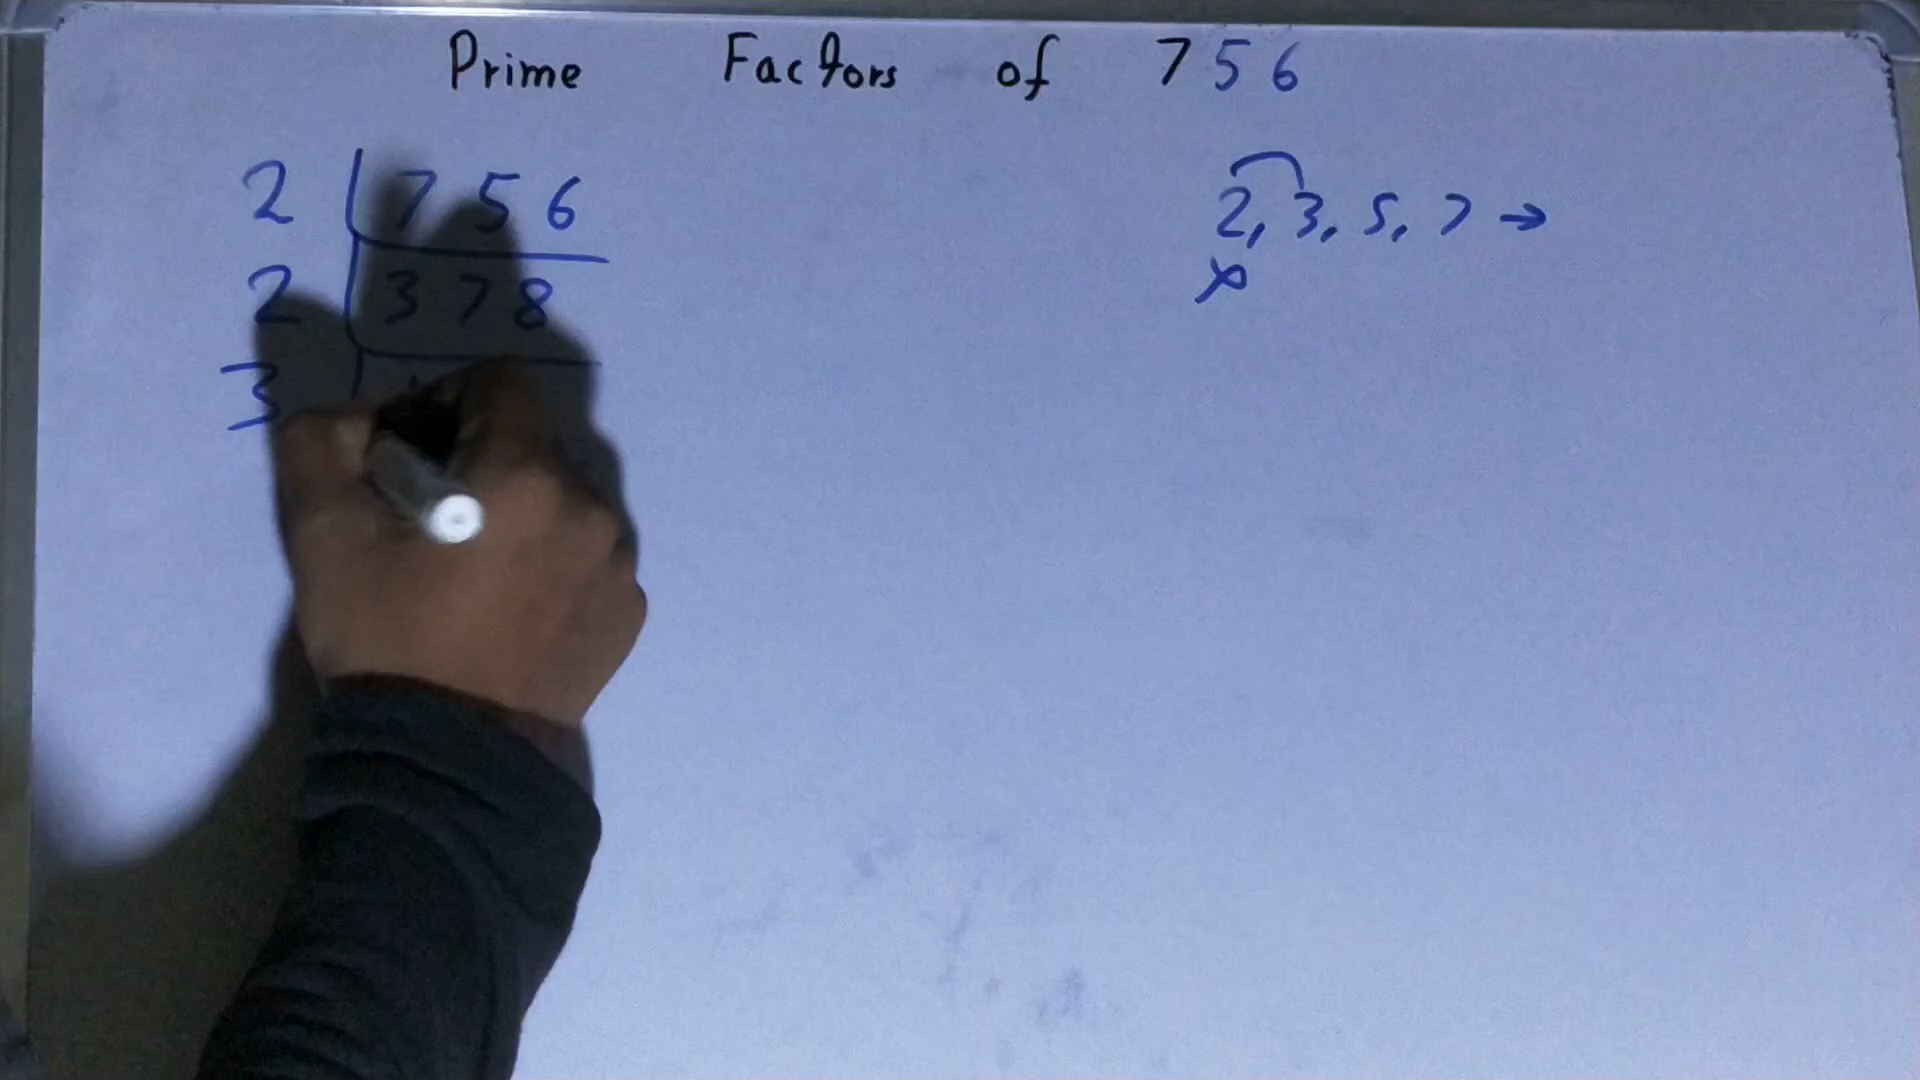 Prime Factors of 756
2 756
2, 3, 5, 7 →
2 378
3